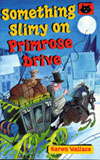 Something
Slimy on
Primrose
Drive
Karen Wallace